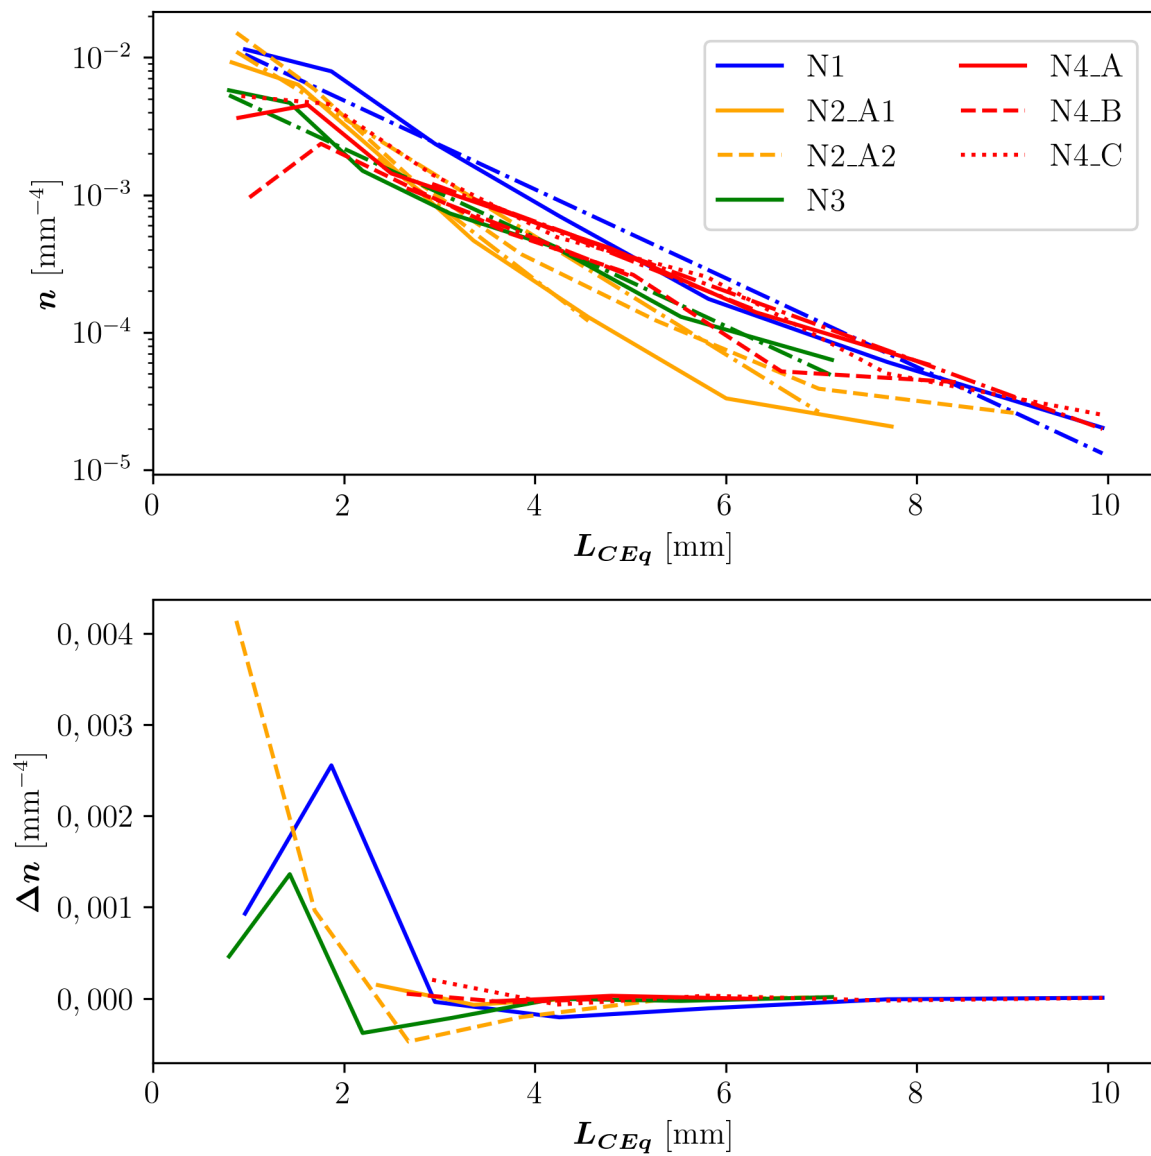 10⁻²
10⁻³
10⁻⁴
10⁻⁵
n [mm⁻⁴]
N1
N2_A1
N2_A2
N3
N4_A
N4_B
N4_C
0 2 4 6 8 10
L_CEq [mm]
0,004
0,003
0,002
0,001
0,000
Δn [mm⁻⁴]
0 2 4 6 8 10
L_CEq [mm]